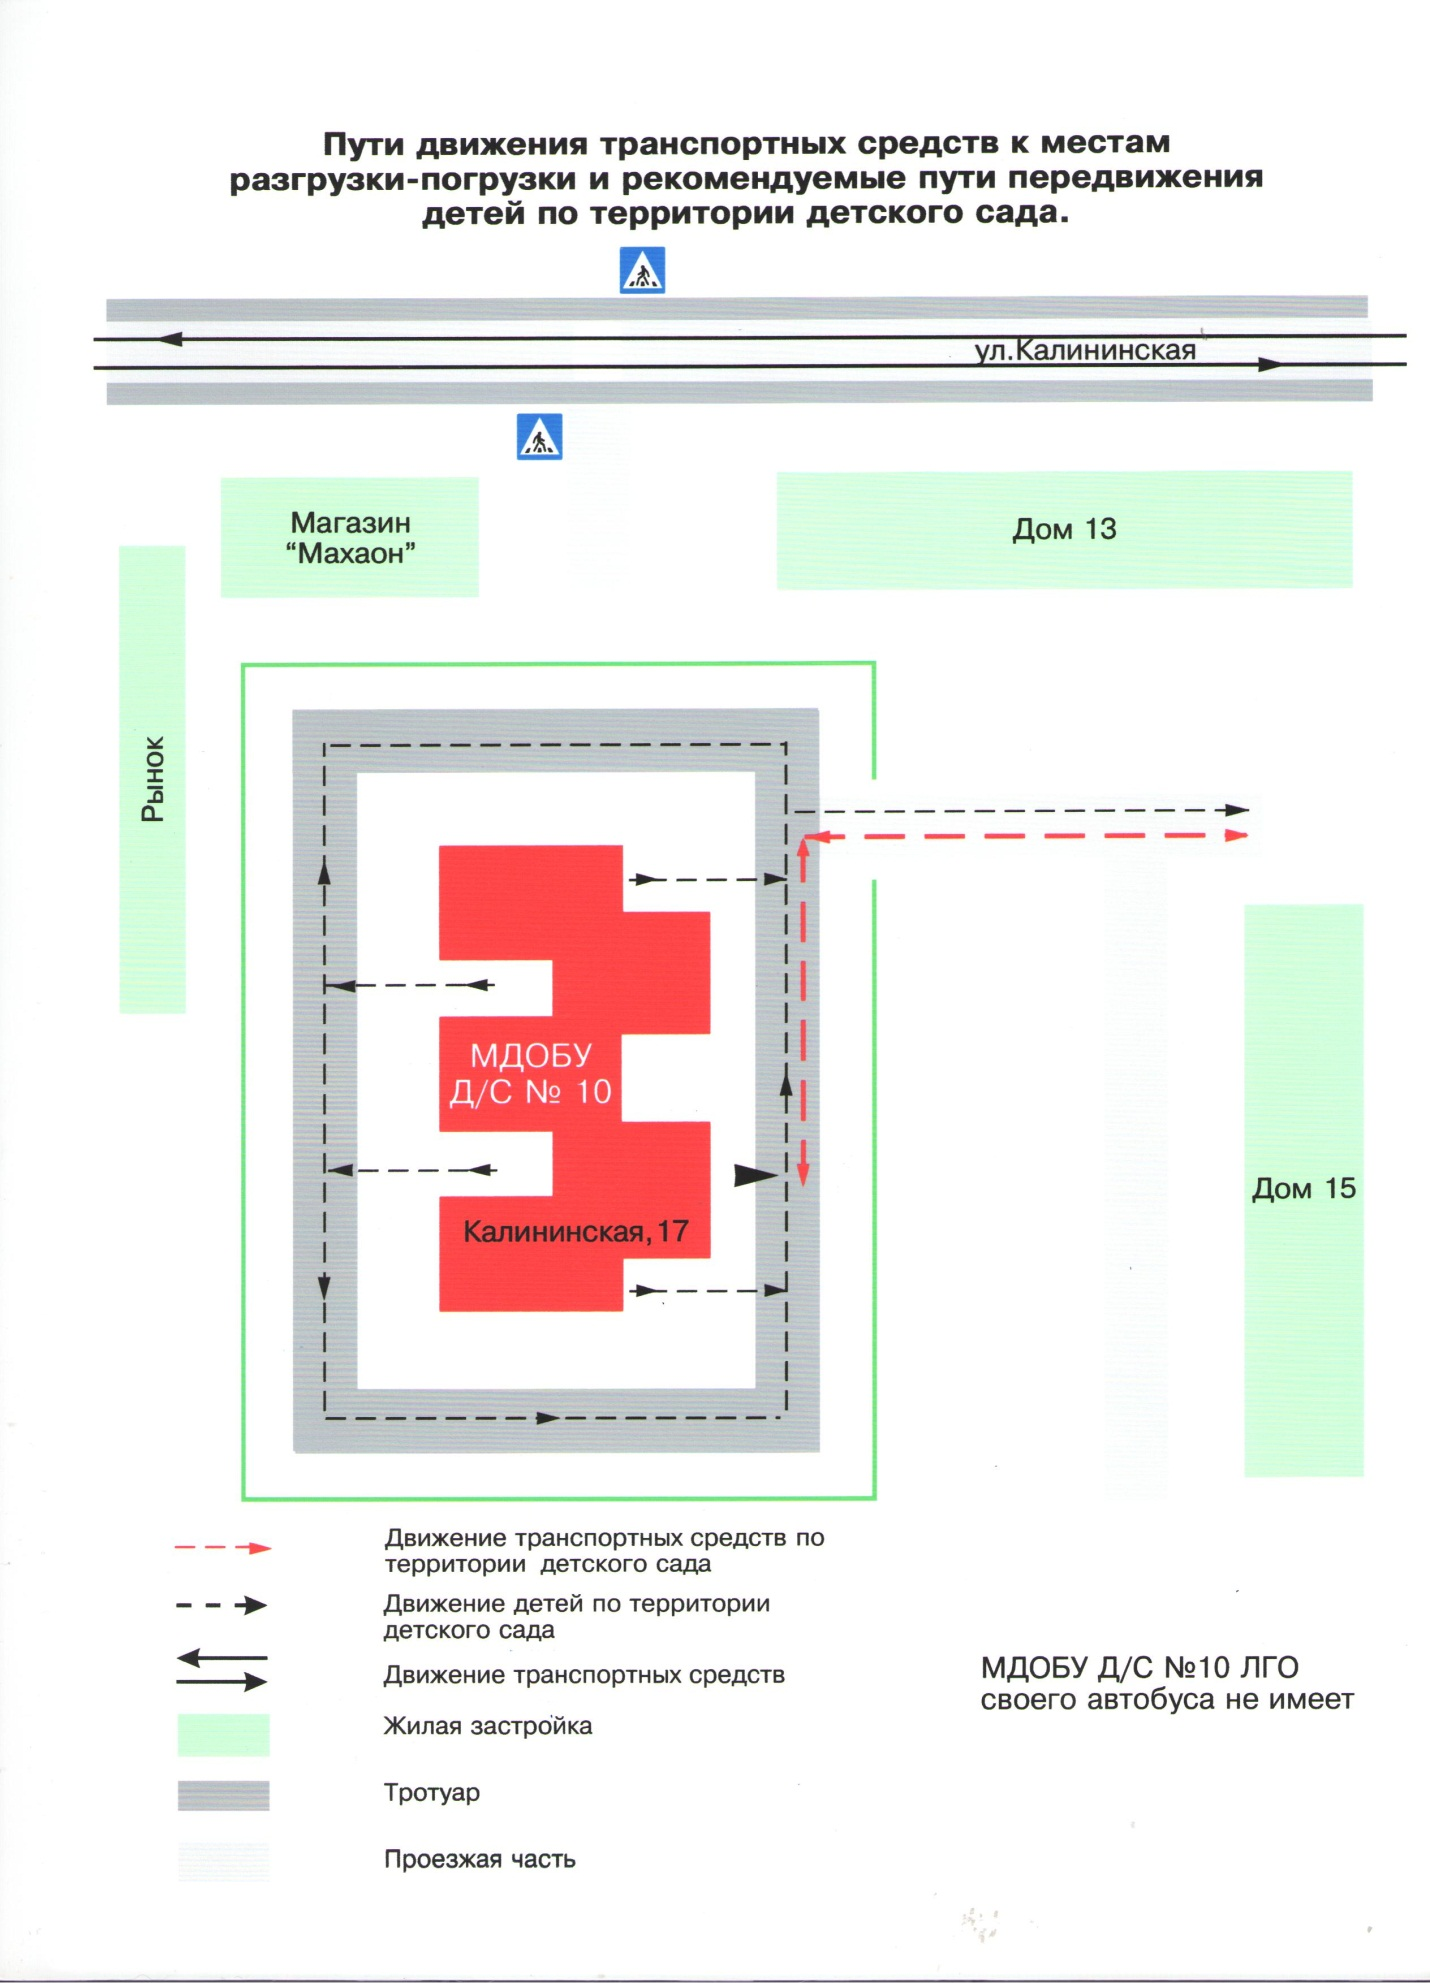 Пути движения транспортных средств к местам
разгрузки-погрузки и рекомендуемые пути передвижения
детей по территории детского сада.
ул.Калининская
Магазин
“Махаон”
Дом 13
Рынок
МДОБУ
Д/С № 10
Калининская,17
Дом 15
Движение транспортных средств по
территории детского сада
Движение детей по территории
детского сада
Движение транспортных средств
Жилая застройка
Тротуар
Проезжая часть
МДОБУ Д/С №10 ЛГО
своего автобуса не имеет